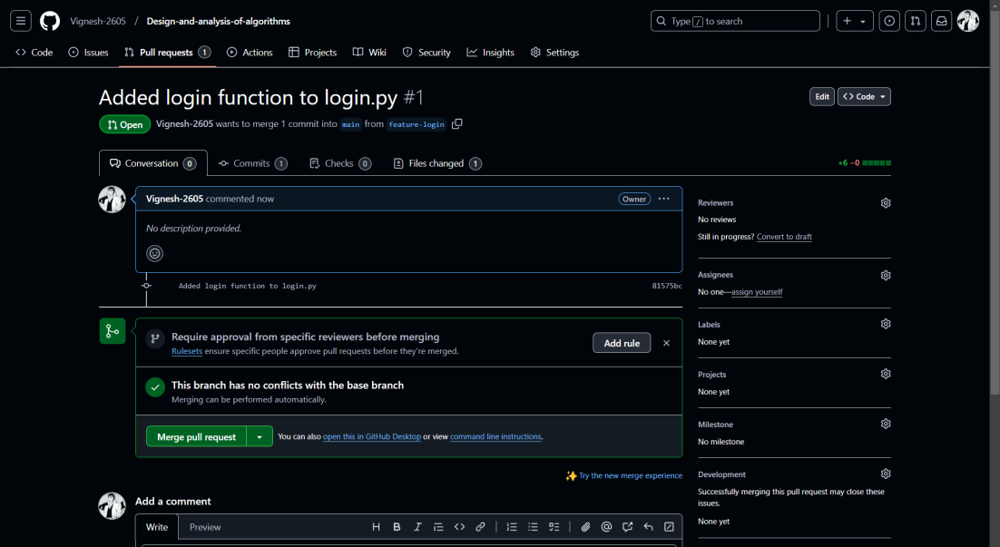 Vignesh-2605 / Design-and-analysis-of-algorithms
Type / to search
Code Issues Pull requests 1 Actions Projects Wiki Security Insights Settings
Added login function to login.py #1
Edit Code
Open Vignesh-2605 wants to merge 1 commit into main from feature-login
Conversation 0 Commits 1 Checks 0 Files changed 1 +6 −0
Vignesh-2605 commented now Owner
No description provided.
Added login function to login.py 81575bc
Require approval from specific reviewers before merging
Rulesets ensure specific people approve pull requests before they're merged.
Add rule
This branch has no conflicts with the base branch
Merging can be performed automatically.
Merge pull request You can also open this in GitHub Desktop or view command line instructions.
Try the new merge experience
Add a comment
Write Preview
Reviewers
No reviews
Still in progress? Convert to draft
Assignees
No one—assign yourself
Labels
None yet
Projects
None yet
Milestone
No milestone
Development
Successfully merging this pull request may close these
issues.
None yet